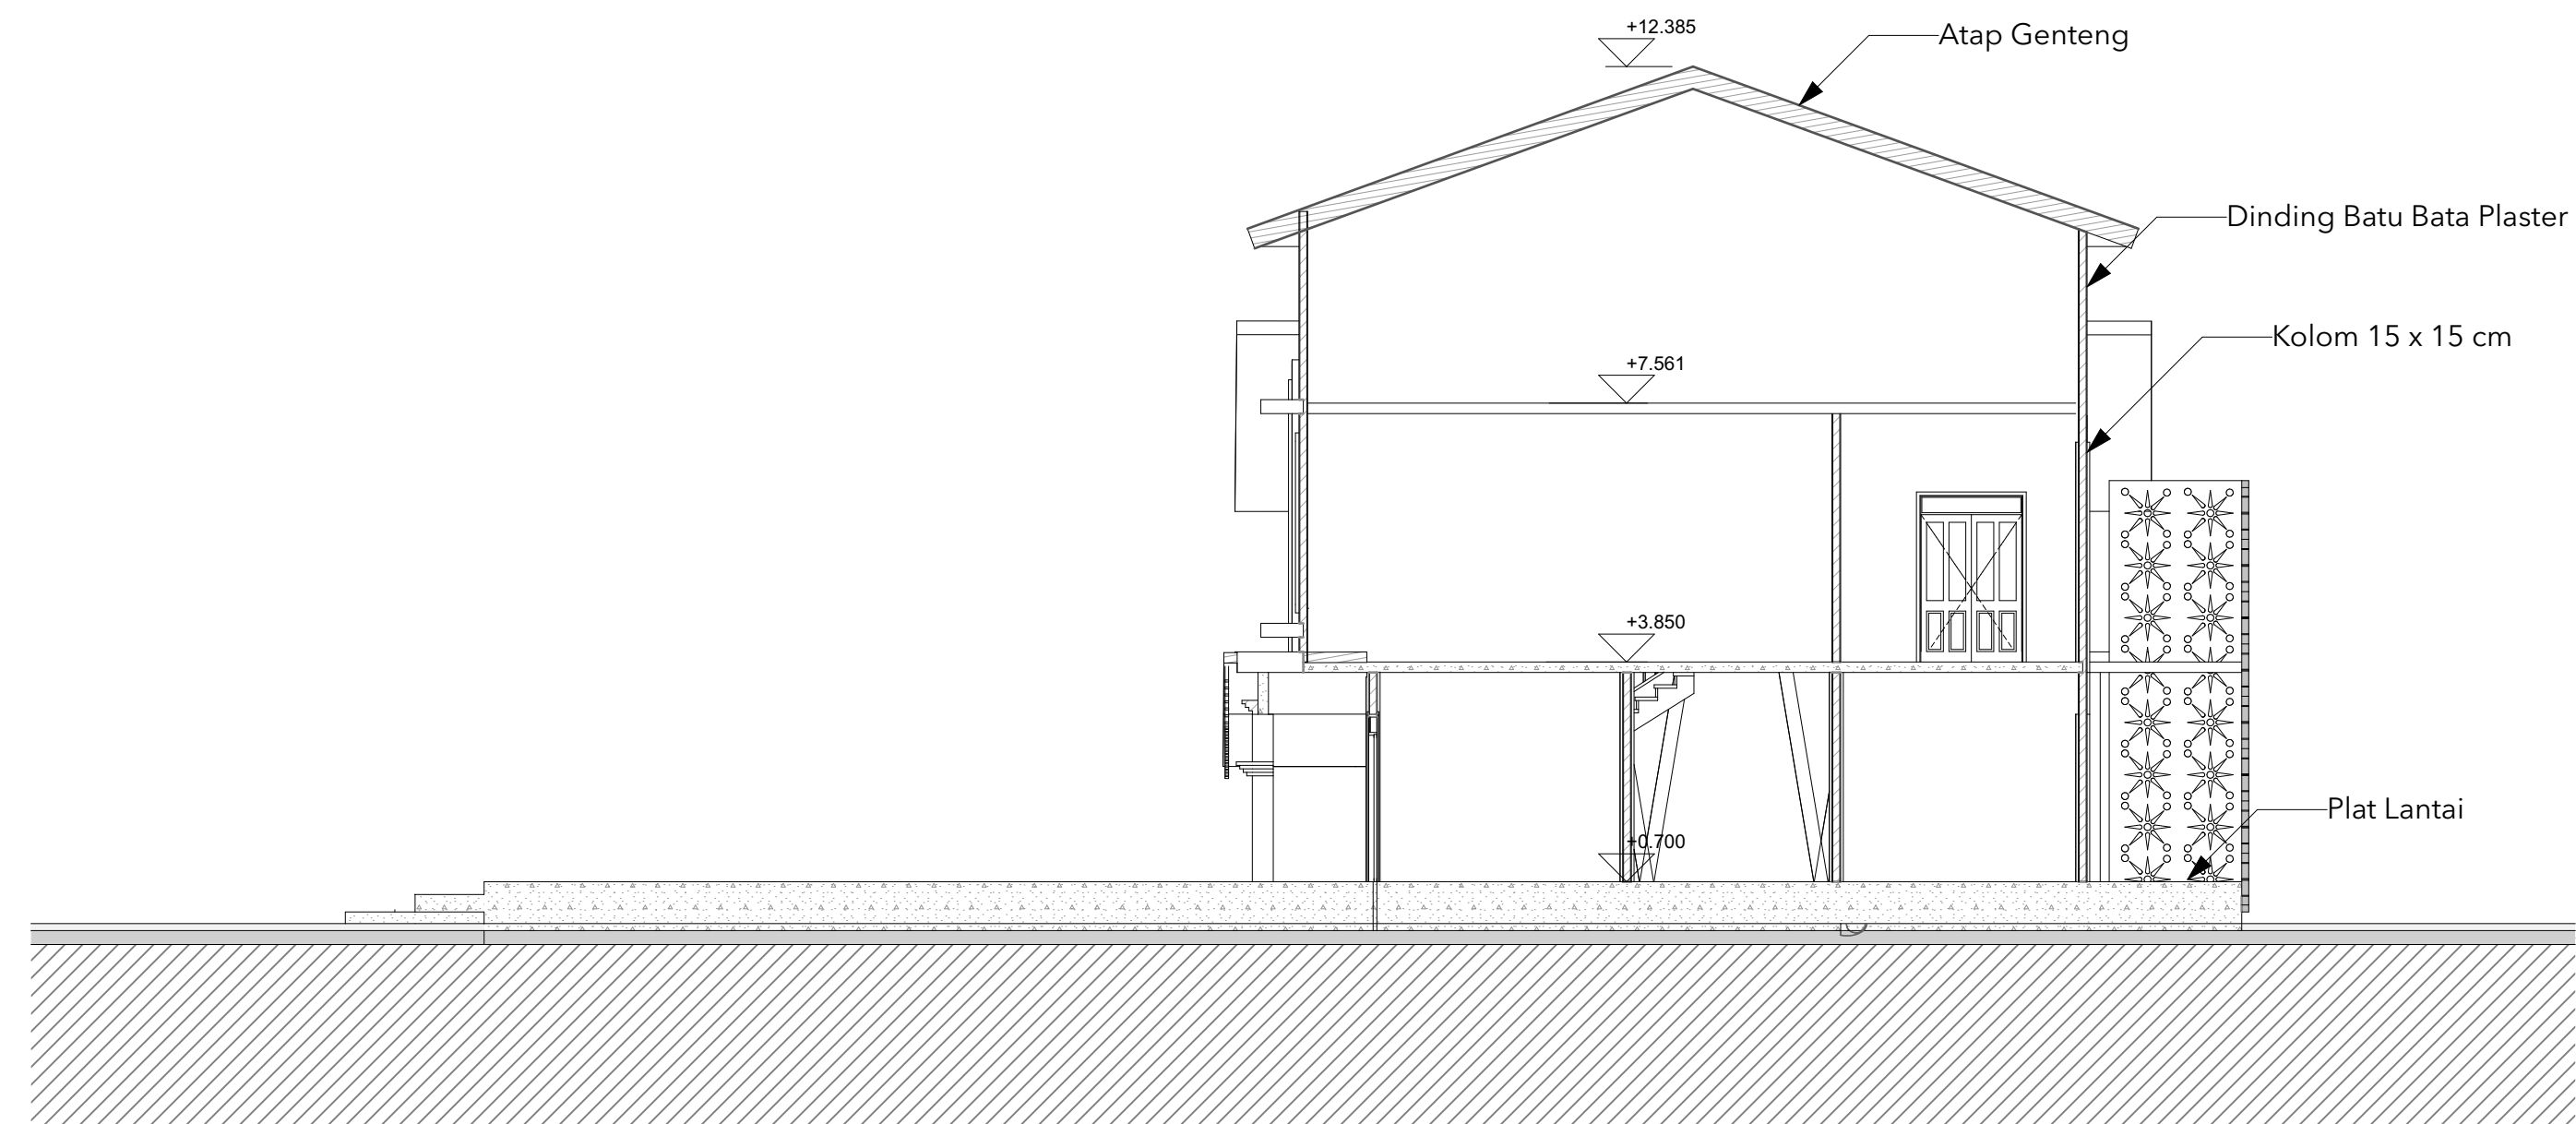 +12.385
Atap Genteng
Dinding Batu Bata Plaster
Kolom 15 x 15 cm
+7.561
+3.850
Plat Lantai
+0.700